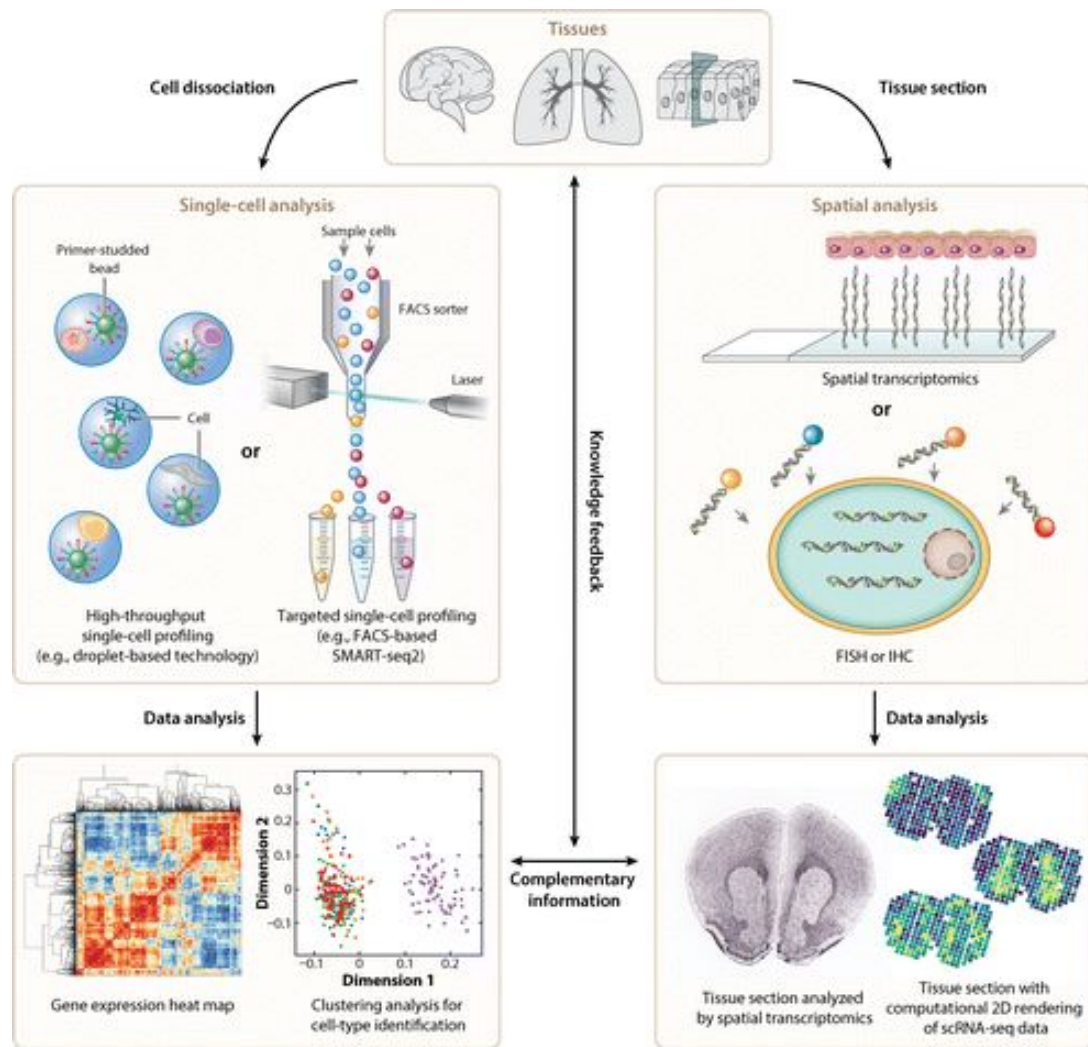 Tissues
Cell dissociation
Tissue section
Single-cell analysis
Primer-studded
bead
Sample cells
FACS sorter
Laser
Cell
or
High-throughput
single-cell profiling
(e.g., droplet-based technology)
Targeted single-cell profiling
(e.g., FACS-based
SMART-seq2)
Knowledge feedback
Spatial analysis
Spatial transcriptomics
or
FISH or IHC
Data analysis
Data analysis
Dimension 2
0.3
0.2
0.1
0
−0.1
−0.1
0
0.1
0.2
Dimension 1
Gene expression heat map
Clustering analysis for
cell-type identification
Complementary
information
Tissue section analyzed
by spatial transcriptomics
Tissue section with
computational 2D rendering
of scRNA-seq data